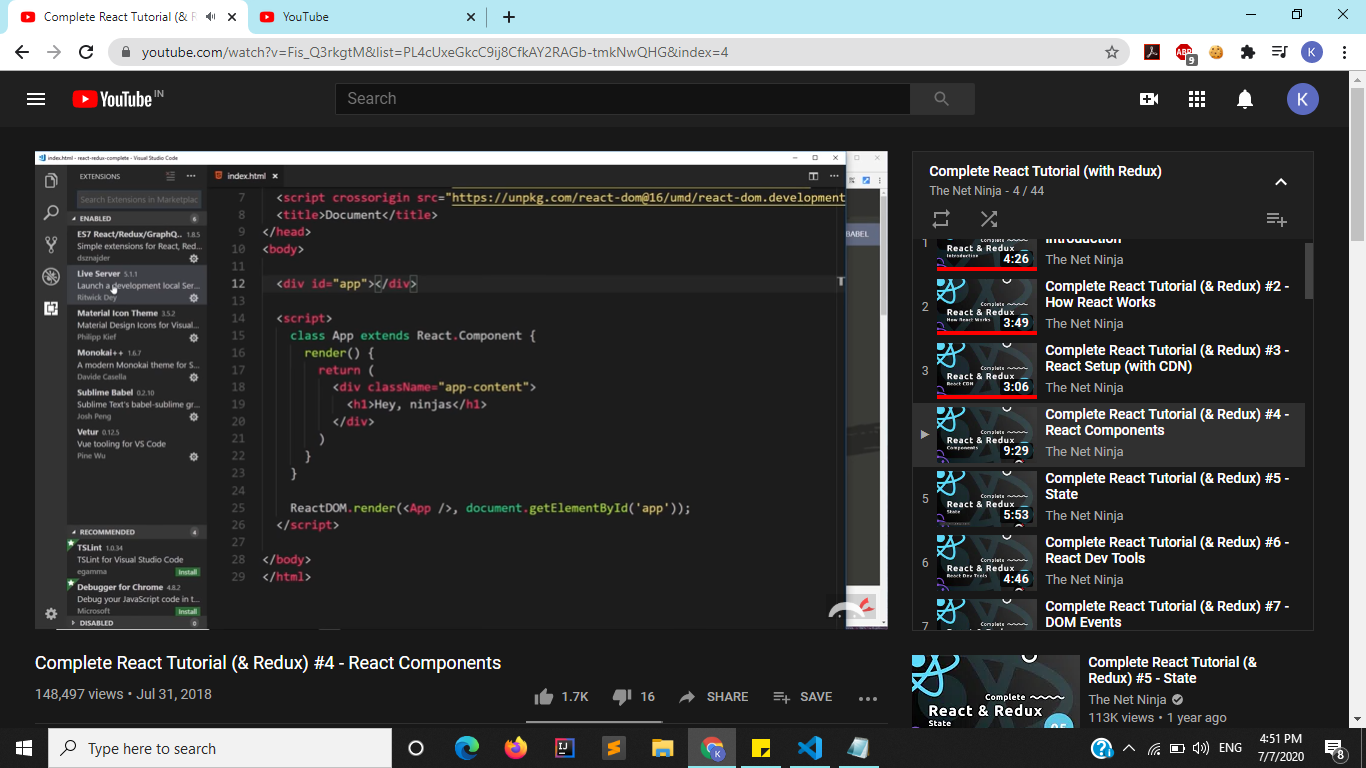 Complete React Tutorial (& R
YouTube
youtube.com/watch?v=Fis_Q3rkgtM&list=PL4cUxeGkcC9ij8CfkAY2RAGb-tmkNwQHG&index=4
ABP
9
K
YouTube IN
Search
K
index.html - react-redux-complete - Visual Studio Code
EXTENSIONS
Search Extensions in Marketplac
ENABLED 6
ES7 React/Redux/GraphQ... 1.8.5
Simple extensions for React, Red...
dsznajder
Live Server 5.1.1
Launch a development local Ser...
Ritwick Dey
Material Icon Theme 3.5.2
Material Design Icons for Visual...
Philipp Kief
Monokai++ 1.6.7
A modern Monokai theme for S...
Davide Casella
Sublime Babel 0.2.10
Sublime Text's babel-sublime gr...
Josh Peng
Vetur 0.12.5
Vue tooling for VS Code
Pine Wu
RECOMMENDED 4
TSLint 1.0.34
TSLint for Visual Studio Code
egamma Install
Debugger for Chrome 4.8.2
Debug your JavaScript code in t...
Microsoft Install
DISABLED 0
index.html
7 <script crossorigin src="https://unpkg.com/react-dom@16/umd/react-dom.development
8 <title>Document</title>
9 </head>
10 <body>
11
12 <div id="app"></div>
13
14 <script>
15 class App extends React.Component {
16 render() {
17 return (
18 <div className="app-content">
19 <h1>Hey, ninjas</h1>
20 </div>
21 )
22 }
23 }
24
25 ReactDOM.render(<App />, document.getElementById('app'));
26 </script>
27
28 </body>
29 </html>
BABEL
T
Complete React Tutorial (with Redux)
The Net Ninja - 4 / 44
1
Introduction
4:26
The Net Ninja
2
Complete React Tutorial (& Redux) #2 -
How React Works
3:49
The Net Ninja
3
Complete React Tutorial (& Redux) #3 -
React Setup (with CDN)
3:06
The Net Ninja
Complete React Tutorial (& Redux) #4 -
React Components
9:29
The Net Ninja
5
Complete React Tutorial (& Redux) #5 -
State
5:53
The Net Ninja
6
Complete React Tutorial (& Redux) #6 -
React Dev Tools
4:46
The Net Ninja
7
Complete React Tutorial (& Redux) #7 -
DOM Events
Complete React Tutorial (& Redux) #4 - React Components
148,497 views • Jul 31, 2018
1.7K
16
SHARE
SAVE
Complete
React & Redux
State
05
Complete React Tutorial (&
Redux) #5 - State
The Net Ninja
113K views • 1 year ago
Type here to search
IJ
K
ENG
4:51 PM
7/7/2020
8